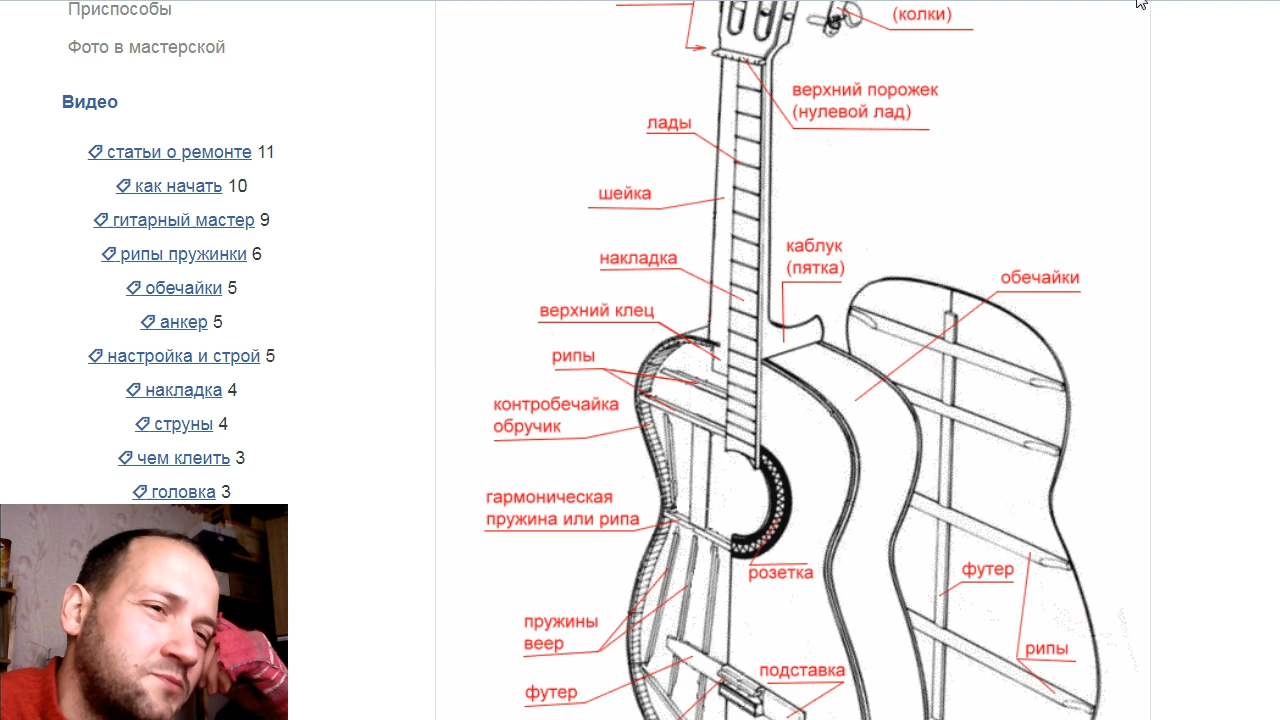 Приспособы
Фото в мастерской
Видео
статьи о ремонте 11
как начать 10
гитарный мастер 9
рипы пружинки 6
обечайки 5
анкер 5
настройка и строй 5
накладка 4
струны 4
чем клеить 3
головка 3
(колки)
верхний порожек
(нулевой лад)
лады
шейка
накладка
каблук
(пятка)
обечайки
верхний клец
рипы
контробечайка
обручик
гармоническая
пружина или рипа
розетка
футер
пружины
веер
рипы
подставка
футер